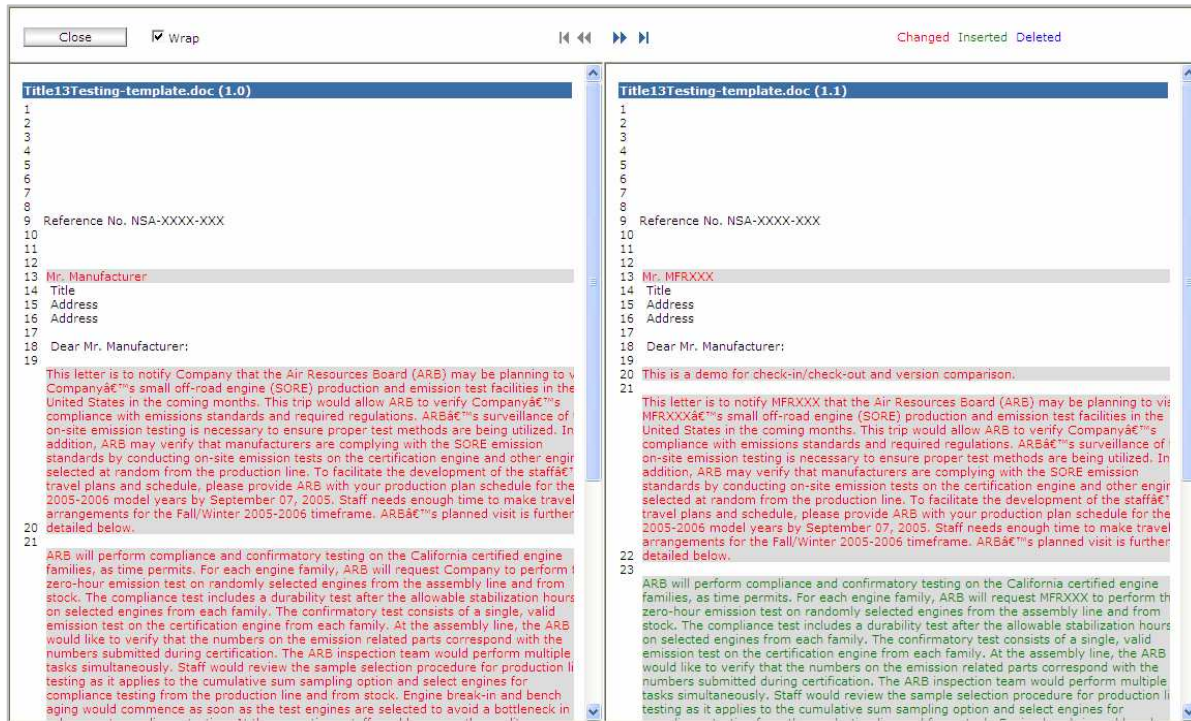 Close Wrap Changed Inserted Deleted
Title13Testing-template.doc (1.0)
1
2
3
4
5
6
7
8
9 Reference No. NSA-XXXX-XXX
10
11
12
13 Mr. Manufacturer
14 Title
15 Address
16 Address
17
18 Dear Mr. Manufacturer:
19
This letter is to notify Company that the Air Resources Board (ARB) may be planning to
Companyâ€™s small off-road engine (SORE) production and emission test facilities in the
United States in the coming months. This trip would allow ARB to verify Companyâ€™s
compliance with emissions standards and required regulations. ARBâ€™s surveillance of
on-site emission testing is necessary to ensure proper test methods are being utilized. In
addition, ARB may verify that manufacturers are complying with the SORE emission
standards by conducting on-site emission tests on the certification engine and other engin
selected at random from the production line. To facilitate the development of the staffâ€™
travel plans and schedule, please provide ARB with your production plan schedule for the
2005-2006 model years by September 07, 2005. Staff needs enough time to make travel
arrangements for the Fall/Winter 2005-2006 timeframe. ARBâ€™s planned visit is further
20 detailed below.
21
ARB will perform compliance and confirmatory testing on the California certified engine
families, as time permits. For each engine family, ARB will request Company to perform
zero-hour emission test on randomly selected engines from the assembly line and from
stock. The compliance test includes a durability test after the allowable stabilization hours
on selected engines from each family. The confirmatory test consists of a single, valid
emission test on the certification engine from each family. At the assembly line, the ARB
would like to verify that the numbers on the emission related parts correspond with the
numbers submitted during certification. The ARB inspection team would perform multiple
tasks simultaneously. Staff would review the sample selection procedure for production li
testing as it applies to the cumulative sum sampling option and select engines for
compliance testing from the production line and from stock. Engine break-in and bench
aging would commence as soon as the test engines are selected to avoid a bottleneck in
Title13Testing-template.doc (1.1)
1
2
3
4
5
6
7
8
9 Reference No. NSA-XXXX-XXX
10
11
12
13 Mr. MFRXXX
14 Title
15 Address
16 Address
17
18 Dear Mr. Manufacturer:
19
20 This is a demo for check-in/check-out and version comparison.
21
This letter is to notify MFRXXX that the Air Resources Board (ARB) may be planning to vis
MFRXXXâ€™s small off-road engine (SORE) production and emission test facilities in the
United States in the coming months. This trip would allow ARB to verify Companyâ€™s
compliance with emissions standards and required regulations. ARBâ€™s surveillance of
on-site emission testing is necessary to ensure proper test methods are being utilized. In
addition, ARB may verify that manufacturers are complying with the SORE emission
standards by conducting on-site emission tests on the certification engine and other engin
selected at random from the production line. To facilitate the development of the staffâ€™
travel plans and schedule, please provide ARB with your production plan schedule for the
2005-2006 model years by September 07, 2005. Staff needs enough time to make travel
arrangements for the Fall/Winter 2005-2006 timeframe. ARBâ€™s planned visit is further
22 detailed below.
23
ARB will perform compliance and confirmatory testing on the California certified engine
families, as time permits. For each engine family, ARB will request MFRXXX to perform th
zero-hour emission test on randomly selected engines from the assembly line and from
stock. The compliance test includes a durability test after the allowable stabilization hours
on selected engines from each family. The confirmatory test consists of a single, valid
emission test on the certification engine from each family. At the assembly line, the ARB
would like to verify that the numbers on the emission related parts correspond with the
numbers submitted during certification. The ARB inspection team would perform multiple
tasks simultaneously. Staff would review the sample selection procedure for production li
testing as it applies to the cumulative sum sampling option and select engines for